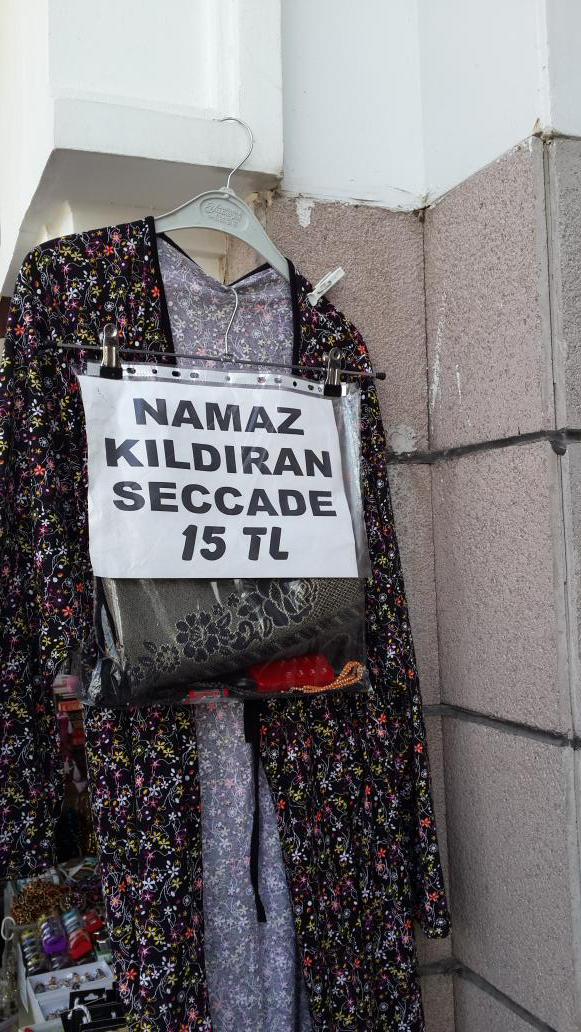 NAMAZ
KILDIRAN
SECCADE
15 TL